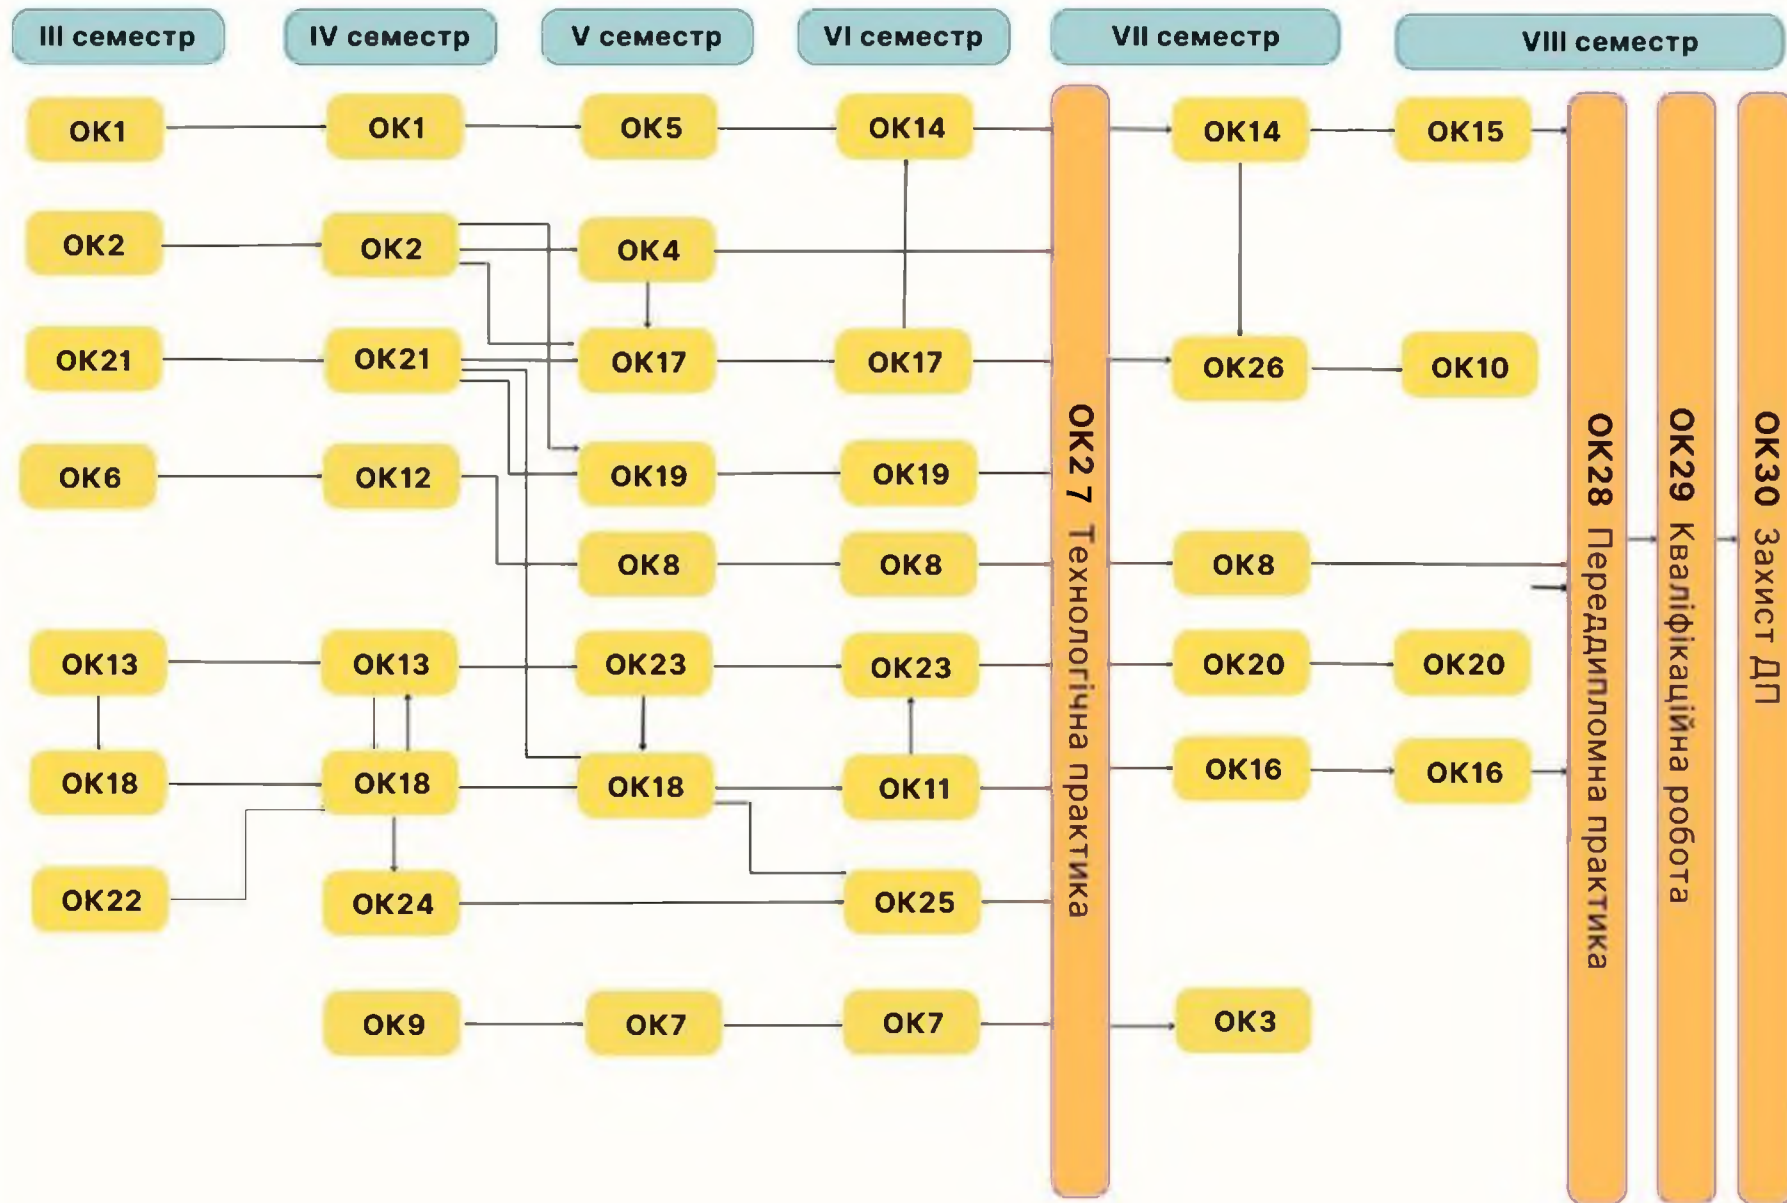 III семестр
IV семестр
V семестр
VI семестр
VII семестр
VIII семестр
ОК1
ОК1
ОК5
ОК14
ОК14
ОК15
ОК2
ОК2
ОК4
ОК21
ОК21
ОК17
ОК17
ОК26
ОК10
ОК6
ОК12
ОК19
ОК19
ОК8
ОК8
ОК8
ОК13
ОК13
ОК23
ОК23
ОК20
ОК20
ОК18
ОК18
ОК18
ОК11
ОК16
ОК16
ОК22
ОК24
ОК25
ОК9
ОК7
ОК7
ОК3
ОК2 7 Технологічна практика
ОК28 Переддипломна практика
ОК29 Кваліфікаційна робота
ОК30 Захист ДП